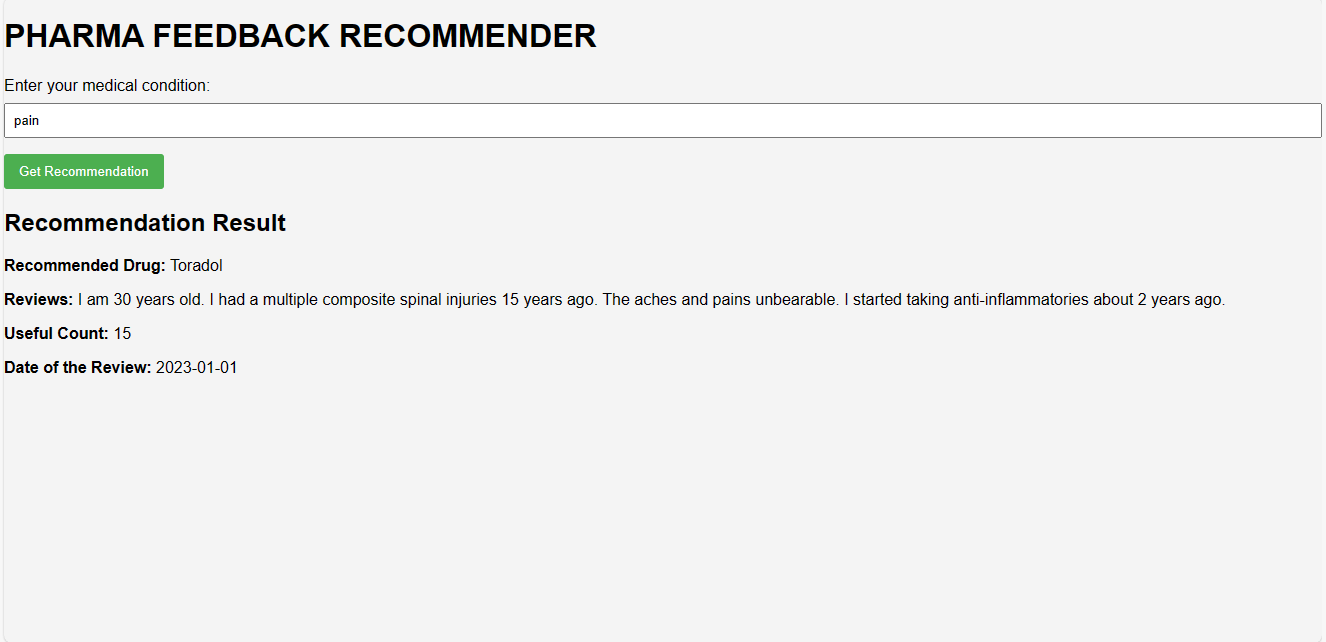 PHARMA FEEDBACK RECOMMENDER
Enter your medical condition:
pain
Get Recommendation
Recommendation Result
Recommended Drug: Toradol
Reviews: I am 30 years old. I had a multiple composite spinal injuries 15 years ago. The aches and pains unbearable. I started taking anti-inflammatories about 2 years ago.
Useful Count: 15
Date of the Review: 2023-01-01